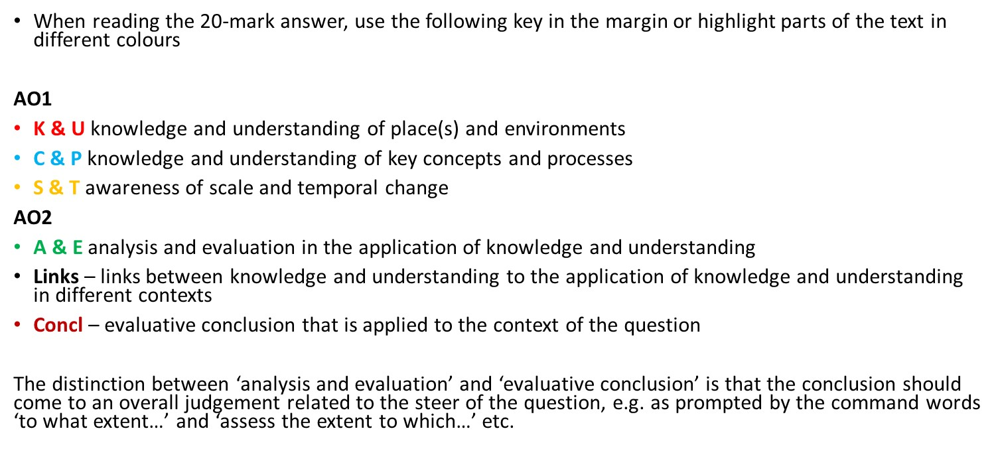 • When reading the 20-mark answer, use the following key in the margin or highlight parts of the text in
different colours
AO1
• K & U knowledge and understanding of place(s) and environments
• C & P knowledge and understanding of key concepts and processes
• S & T awareness of scale and temporal change
AO2
• A & E analysis and evaluation in the application of knowledge and understanding
• Links – links between knowledge and understanding to the application of knowledge and understanding
in different contexts
• Concl – evaluative conclusion that is applied to the context of the question
The distinction between ‘analysis and evaluation’ and ‘evaluative conclusion’ is that the conclusion should
come to an overall judgement related to the steer of the question, e.g. as prompted by the command words
‘to what extent…’ and ‘assess the extent to which…’ etc.